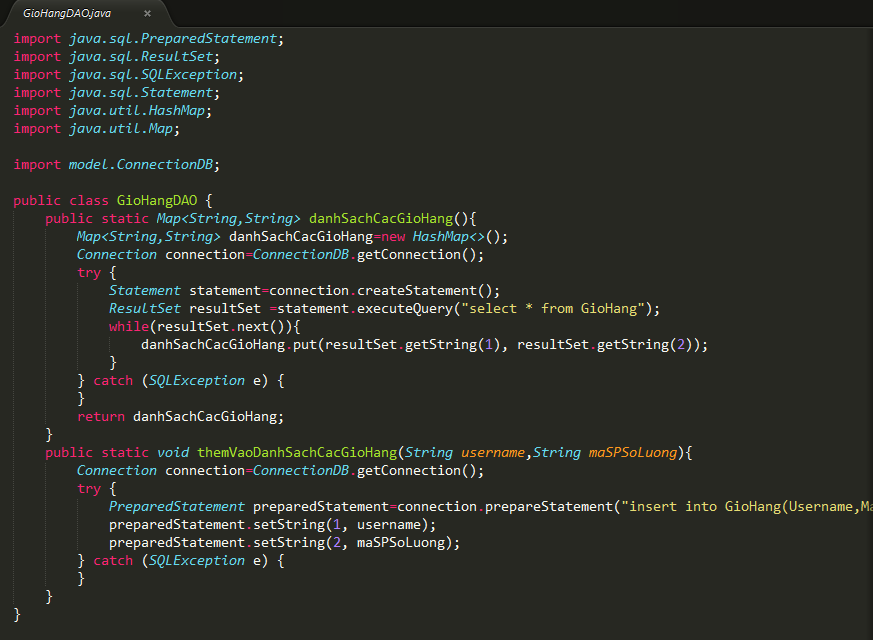 GioHangDAO.java ×
import java.sql.PreparedStatement;
import java.sql.ResultSet;
import java.sql.SQLException;
import java.sql.Statement;
import java.util.HashMap;
import java.util.Map;
import model.ConnectionDB;
public class GioHangDAO {
public static Map<String,String> danhSachCacGioHang(){
Map<String,String> danhSachCacGioHang=new HashMap<>();
Connection connection=ConnectionDB.getConnection();
try {
Statement statement=connection.createStatement();
ResultSet resultSet =statement.executeQuery("select * from GioHang");
while(resultSet.next()){
danhSachCacGioHang.put(resultSet.getString(1), resultSet.getString(2));
}
} catch (SQLException e) {
}
return danhSachCacGioHang;
}
public static void themVaoDanhSachCacGioHang(String username,String maSPSoLuong){
Connection connection=ConnectionDB.getConnection();
try {
PreparedStatement preparedStatement=connection.prepareStatement("insert into GioHang(Username,Ma
preparedStatement.setString(1, username);
preparedStatement.setString(2, maSPSoLuong);
} catch (SQLException e) {
}
}
}